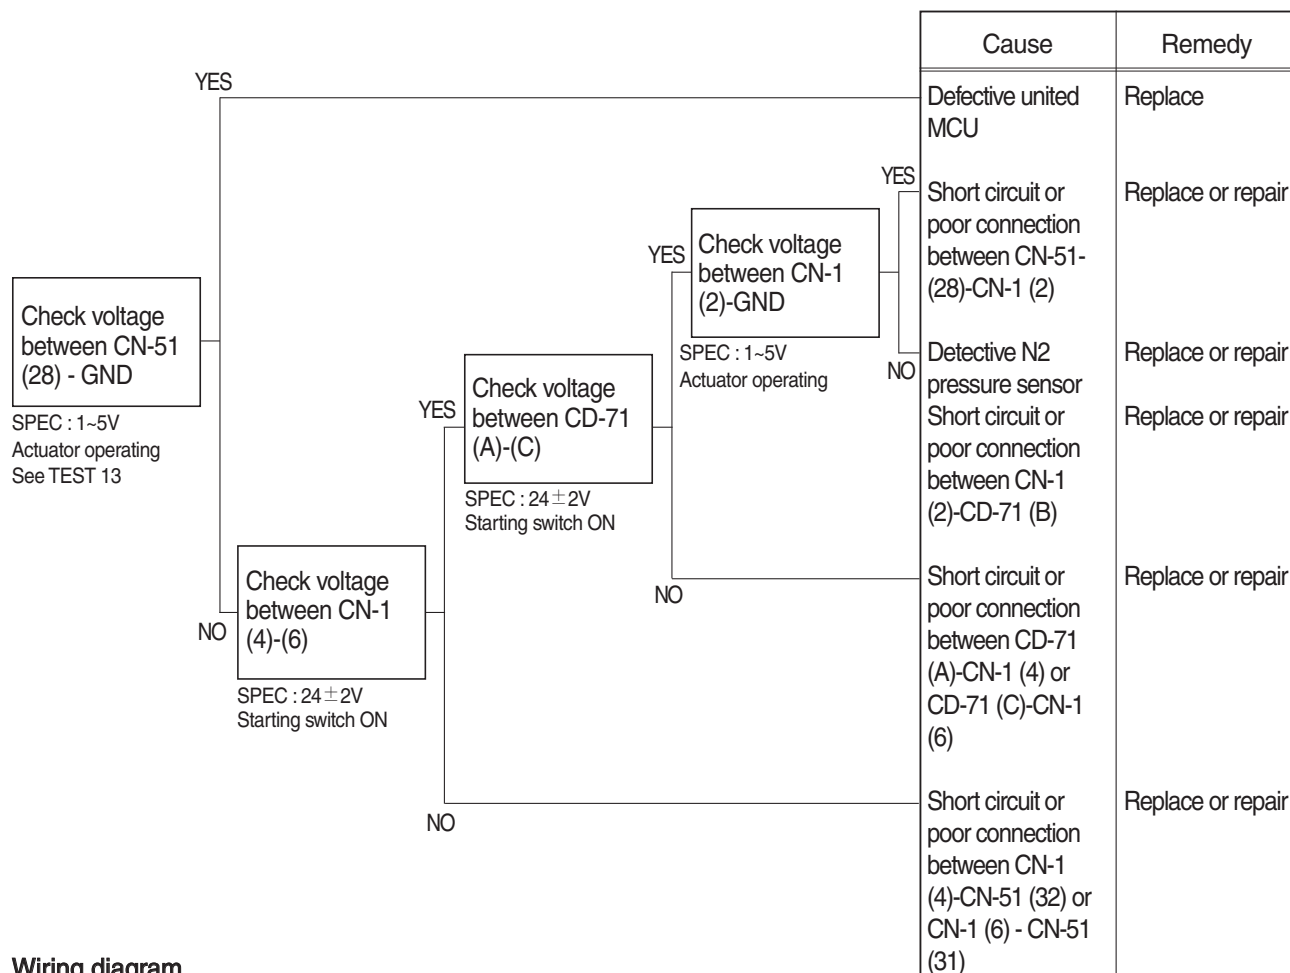 Cause
Remedy
YES
Defective united
MCU
Replace
YES
Short circuit or
poor connection
between CN-51-
(28)-CN-1 (2)
Replace or repair
YES
Check voltage
between CN-1
(2)-GND
SPEC : 1~5V
Actuator operating
NO
Detective N2
pressure sensor
Replace or repair
Short circuit or
poor connection
between CN-1
(2)-CD-71 (B)
Replace or repair
Check voltage
between CN-51
(28) - GND
SPEC : 1~5V
Actuator operating
See TEST 13
YES
Check voltage
between CD-71
(A)-(C)
SPEC : 24±2V
Starting switch ON
NO
Short circuit or
poor connection
between CD-71
(A)-CN-1 (4) or
CD-71 (C)-CN-1
(6)
Replace or repair
NO
Check voltage
between CN-1
(4)-(6)
SPEC : 24±2V
Starting switch ON
NO
Short circuit or
poor connection
between CN-1
(4)-CN-51 (32) or
CN-1 (6) - CN-51
(31)
Replace or repair
Wiring diagram